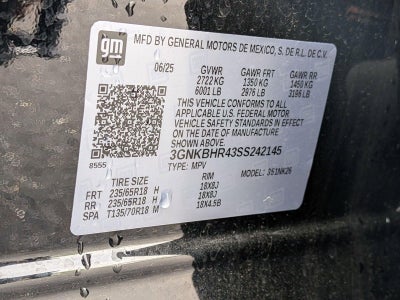 gm
MFD BY GENERAL MOTORS DE MEXICO, S. DE R.L. DE C.V.
06/25 GVWR GAWR FRT GAWR RR
2722 KG 1350 KG 1450 KG
6001 LB 2976 LB 3196 LB
THIS VEHICLE CONFORMS TO ALL
APPLICABLE U.S. FEDERAL MOTOR
VEHICLE SAFETY STANDARDS IN EFFECT
ON THE DATE OF MANUFACTURE
SHOWN ABOVE.
8555 3GNKBHR43SS242145
TYPE: MPV MODEL: 3S1NK26
TIRE SIZE RIM
FRT 235/65R18 H 18X8J
RR 235/65R18 H 18X8J
SPA T135/70R18 M 18X4.5B